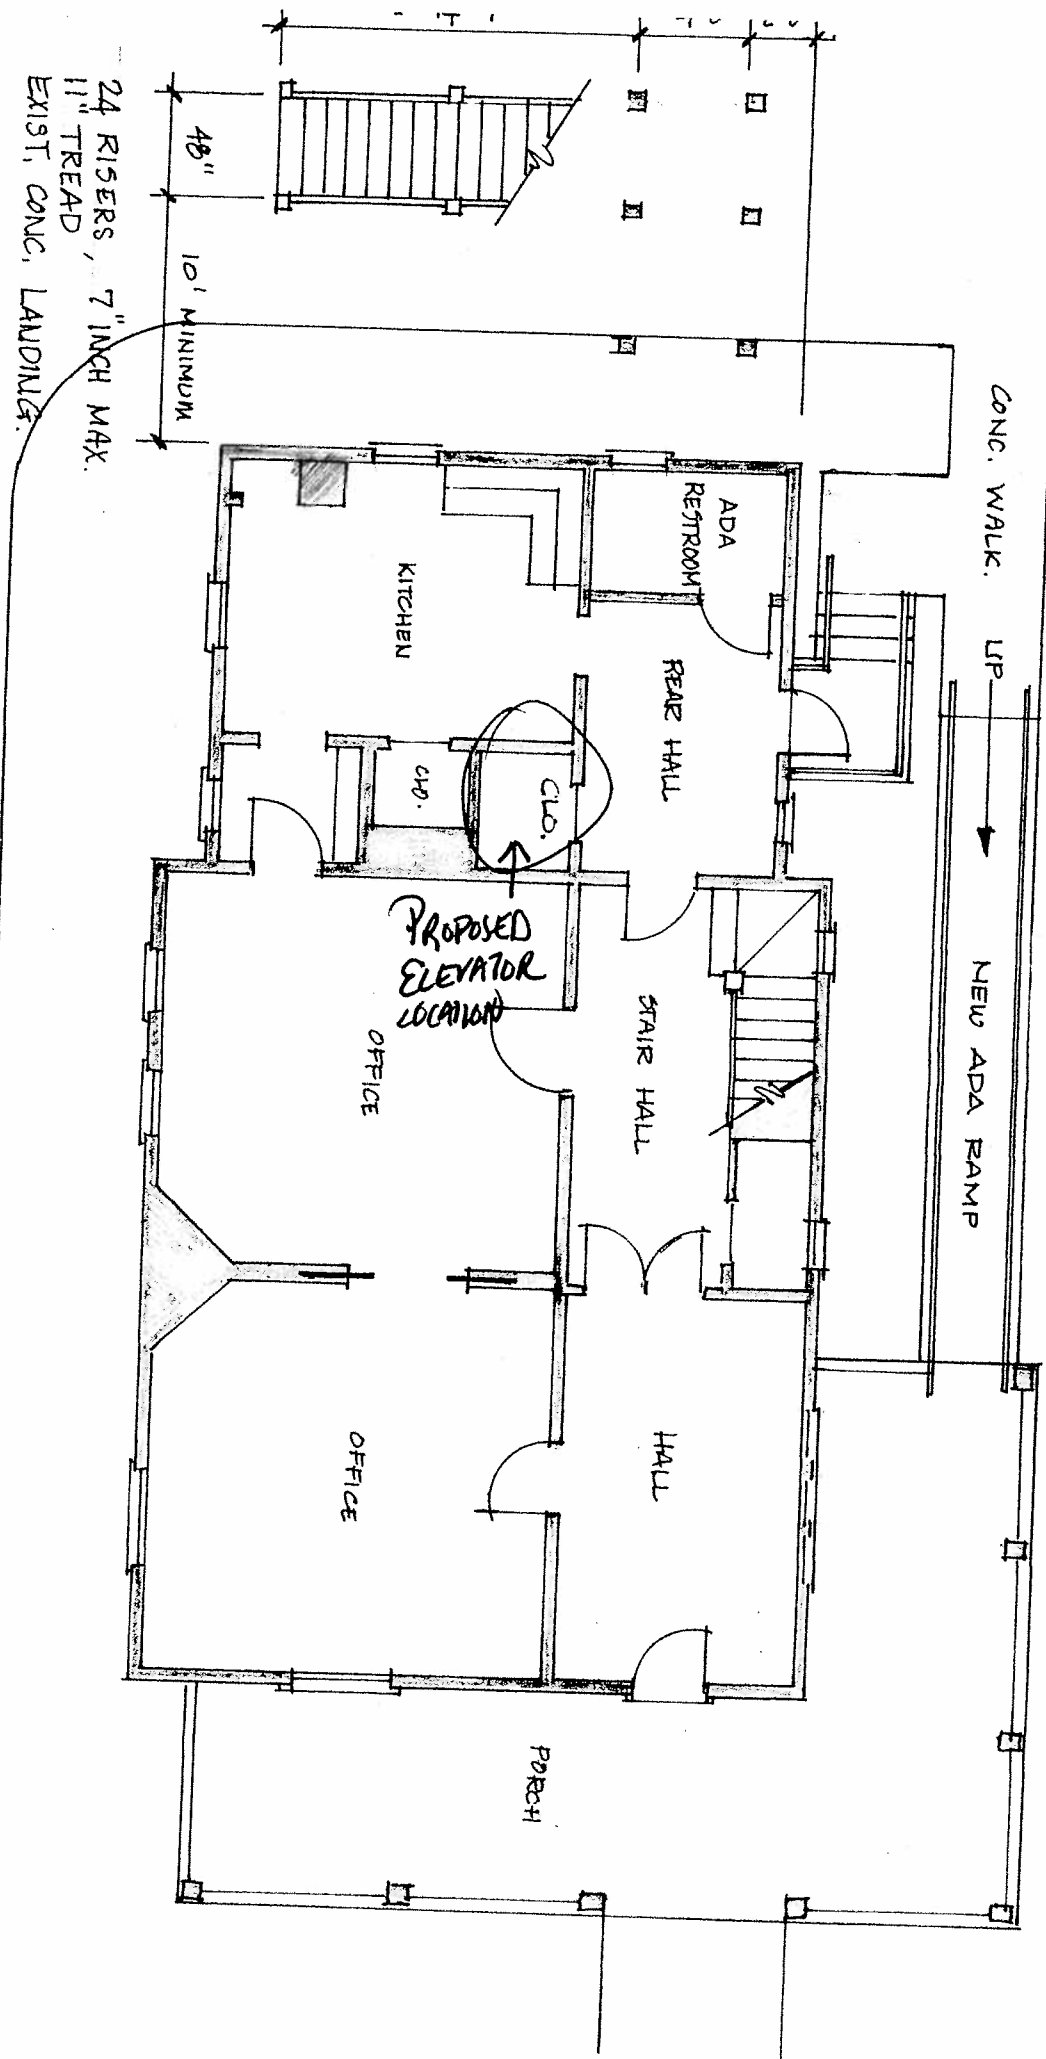 24 RISERS, 7" INCH MAX.
11" TREAD
EXIST. CONC. LANDING.
48"
10' MINIMUM
CONC. WALK. UP
NEW ADA RAMP
ADA
RESTROOM
KITCHEN
REAR HALL
CLO.
CLO.
PROPOSED
ELEVATOR
LOCATION
OFFICE
STAIR HALL
OFFICE
HALL
PORCH